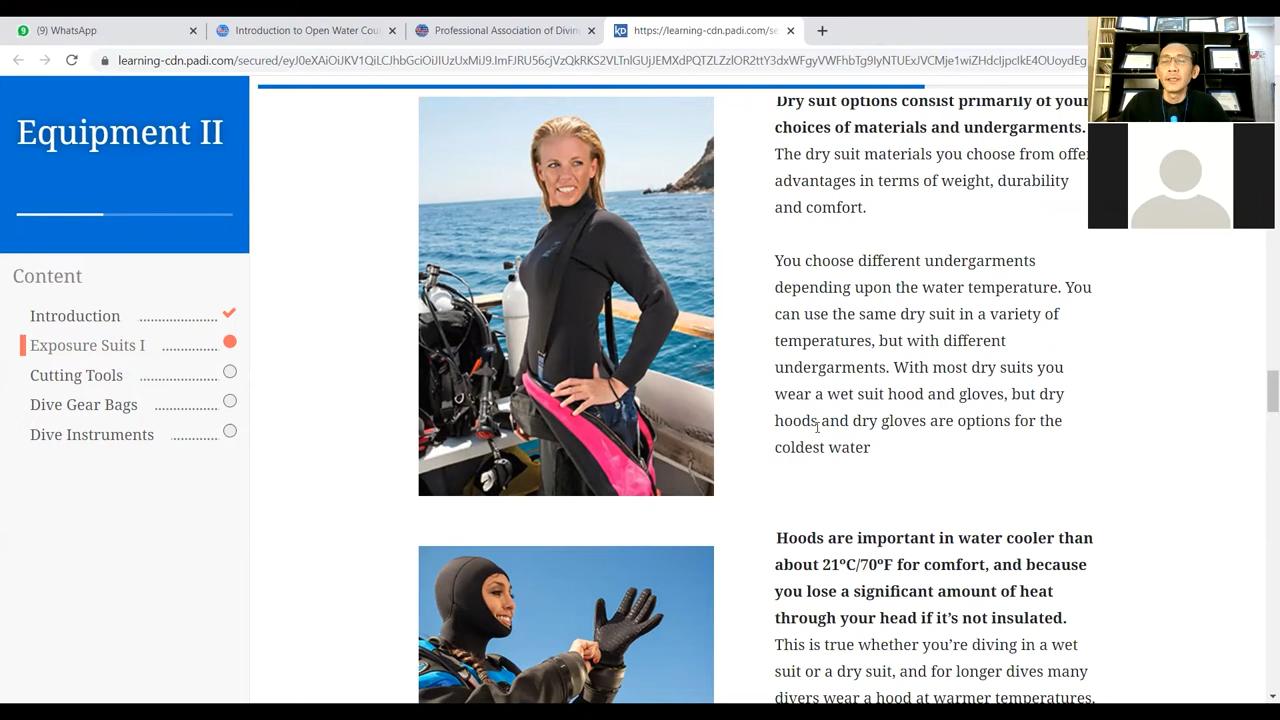 (9) WhatsApp
Introduction to Open Water Cou
Professional Association of Divin
https://learning-cdn.padi.com/se
Equipment II
Content
Introduction
Exposure Suits I
Cutting Tools
Dive Gear Bags
Dive Instruments
Dry suit options consist primarily of your
choices of materials and undergarments.
The dry suit materials you choose from offe
advantages in terms of weight, durability
and comfort.
You choose different undergarments
depending upon the water temperature. You
can use the same dry suit in a variety of
temperatures, but with different
undergarments. With most dry suits you
wear a wet suit hood and gloves, but dry
hoods and dry gloves are options for the
coldest water
Hoods are important in water cooler than
about 21ºC/70ºF for comfort, and because
you lose a significant amount of heat
through your head if it's not insulated.
This is true whether you're diving in a wet
suit or a dry suit, and for longer dives many
divers wear a hood at warmer temperatures.